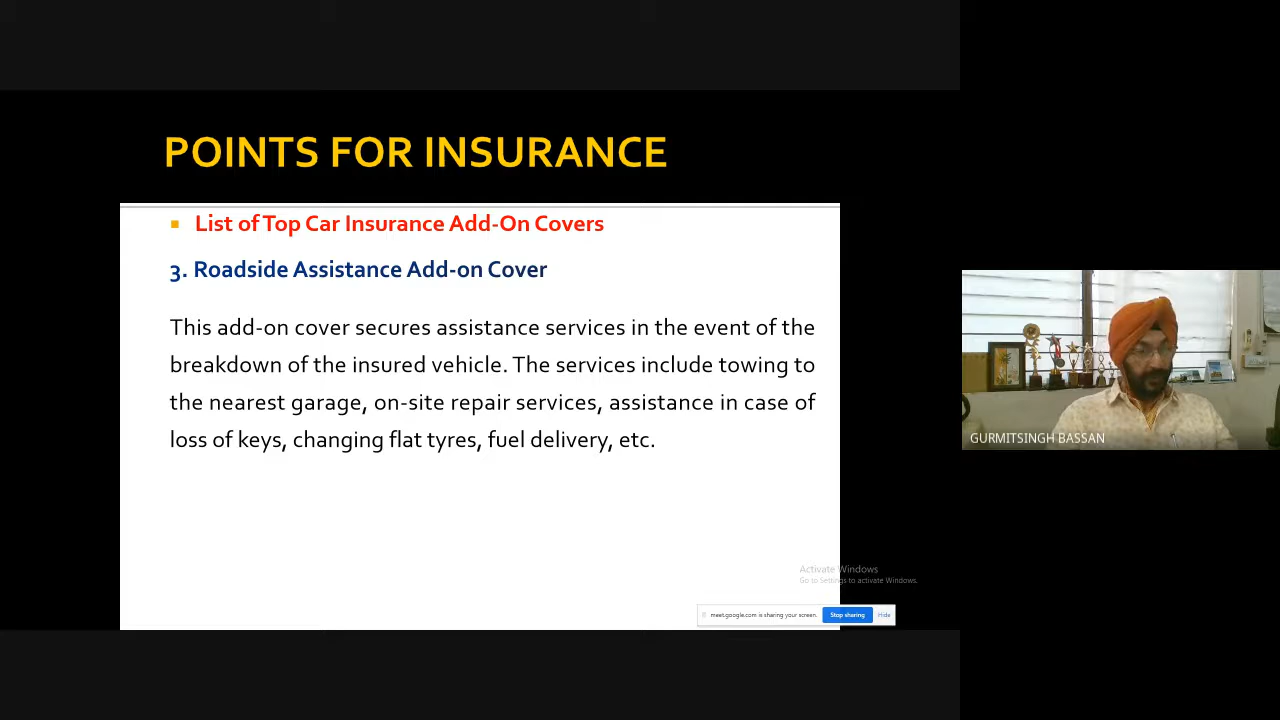 POINTS FOR INSURANCE
List of Top Car Insurance Add-On Covers
3. Roadside Assistance Add-on Cover
This add-on cover secures assistance services in the event of the
breakdown of the insured vehicle. The services include towing to
the nearest garage, on-site repair services, assistance in case of
loss of keys, changing flat tyres, fuel delivery, etc.
GURMITSINGH BASSAN
Activate Windows
Go to Settings to activate Windows.
meet.google.com is sharing your screen.
Stop sharing
Hide